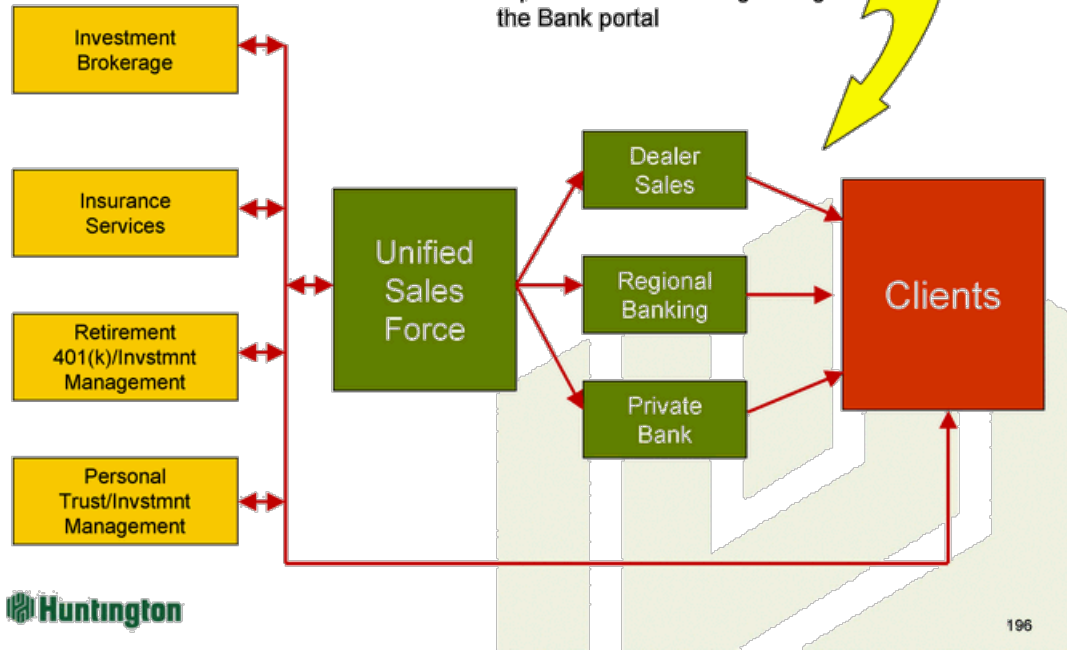 the Bank portal
Investment
Brokerage
Insurance
Services
Retirement
401(k)/Invstmnt
Management
Personal
Trust/Invstmnt
Management
Unified
Sales
Force
Dealer
Sales
Regional
Banking
Private
Bank
Clients
Huntington
196